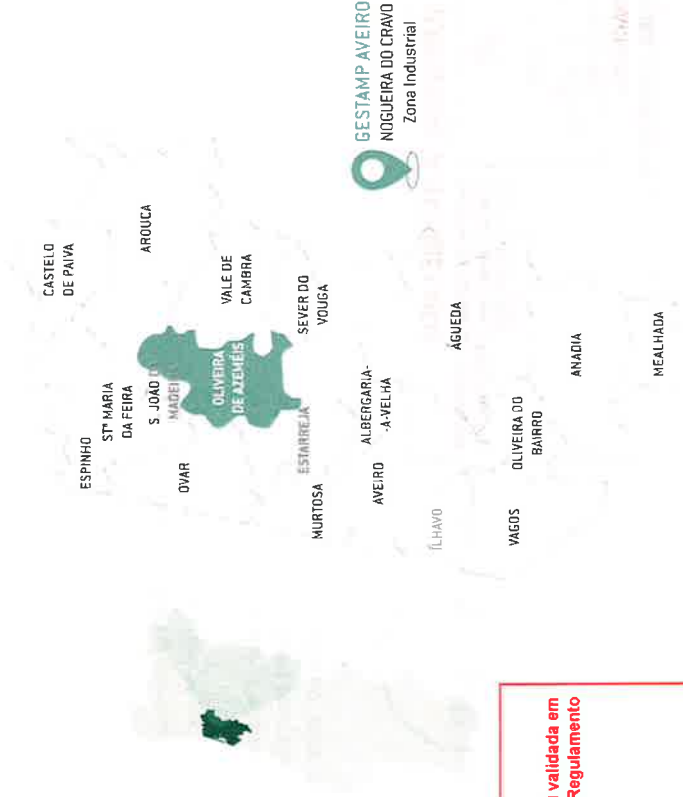 CASTELO
DE PAIVA
ESPINHO
STª MARIA
DA FEIRA
AROUCA
S. JOÃO
OVAR
OLIVEIRA
DE AZEMÉIS
VALE DE
CAMBRA
ESTARREJA
SEVER DO
VOUGA
MURTOSA
ALBERGARIA-
-A-VELHA
AVEIRO
GESTAMP AVEIRO
NOGUEIRA DO CRAVO
Zona Industrial
ÍLHAVO
ÁGUEDA
VAGOS
OLIVEIRA DO
BAIRRO
ANADIA
MEALHADA
validada em
Regulamento